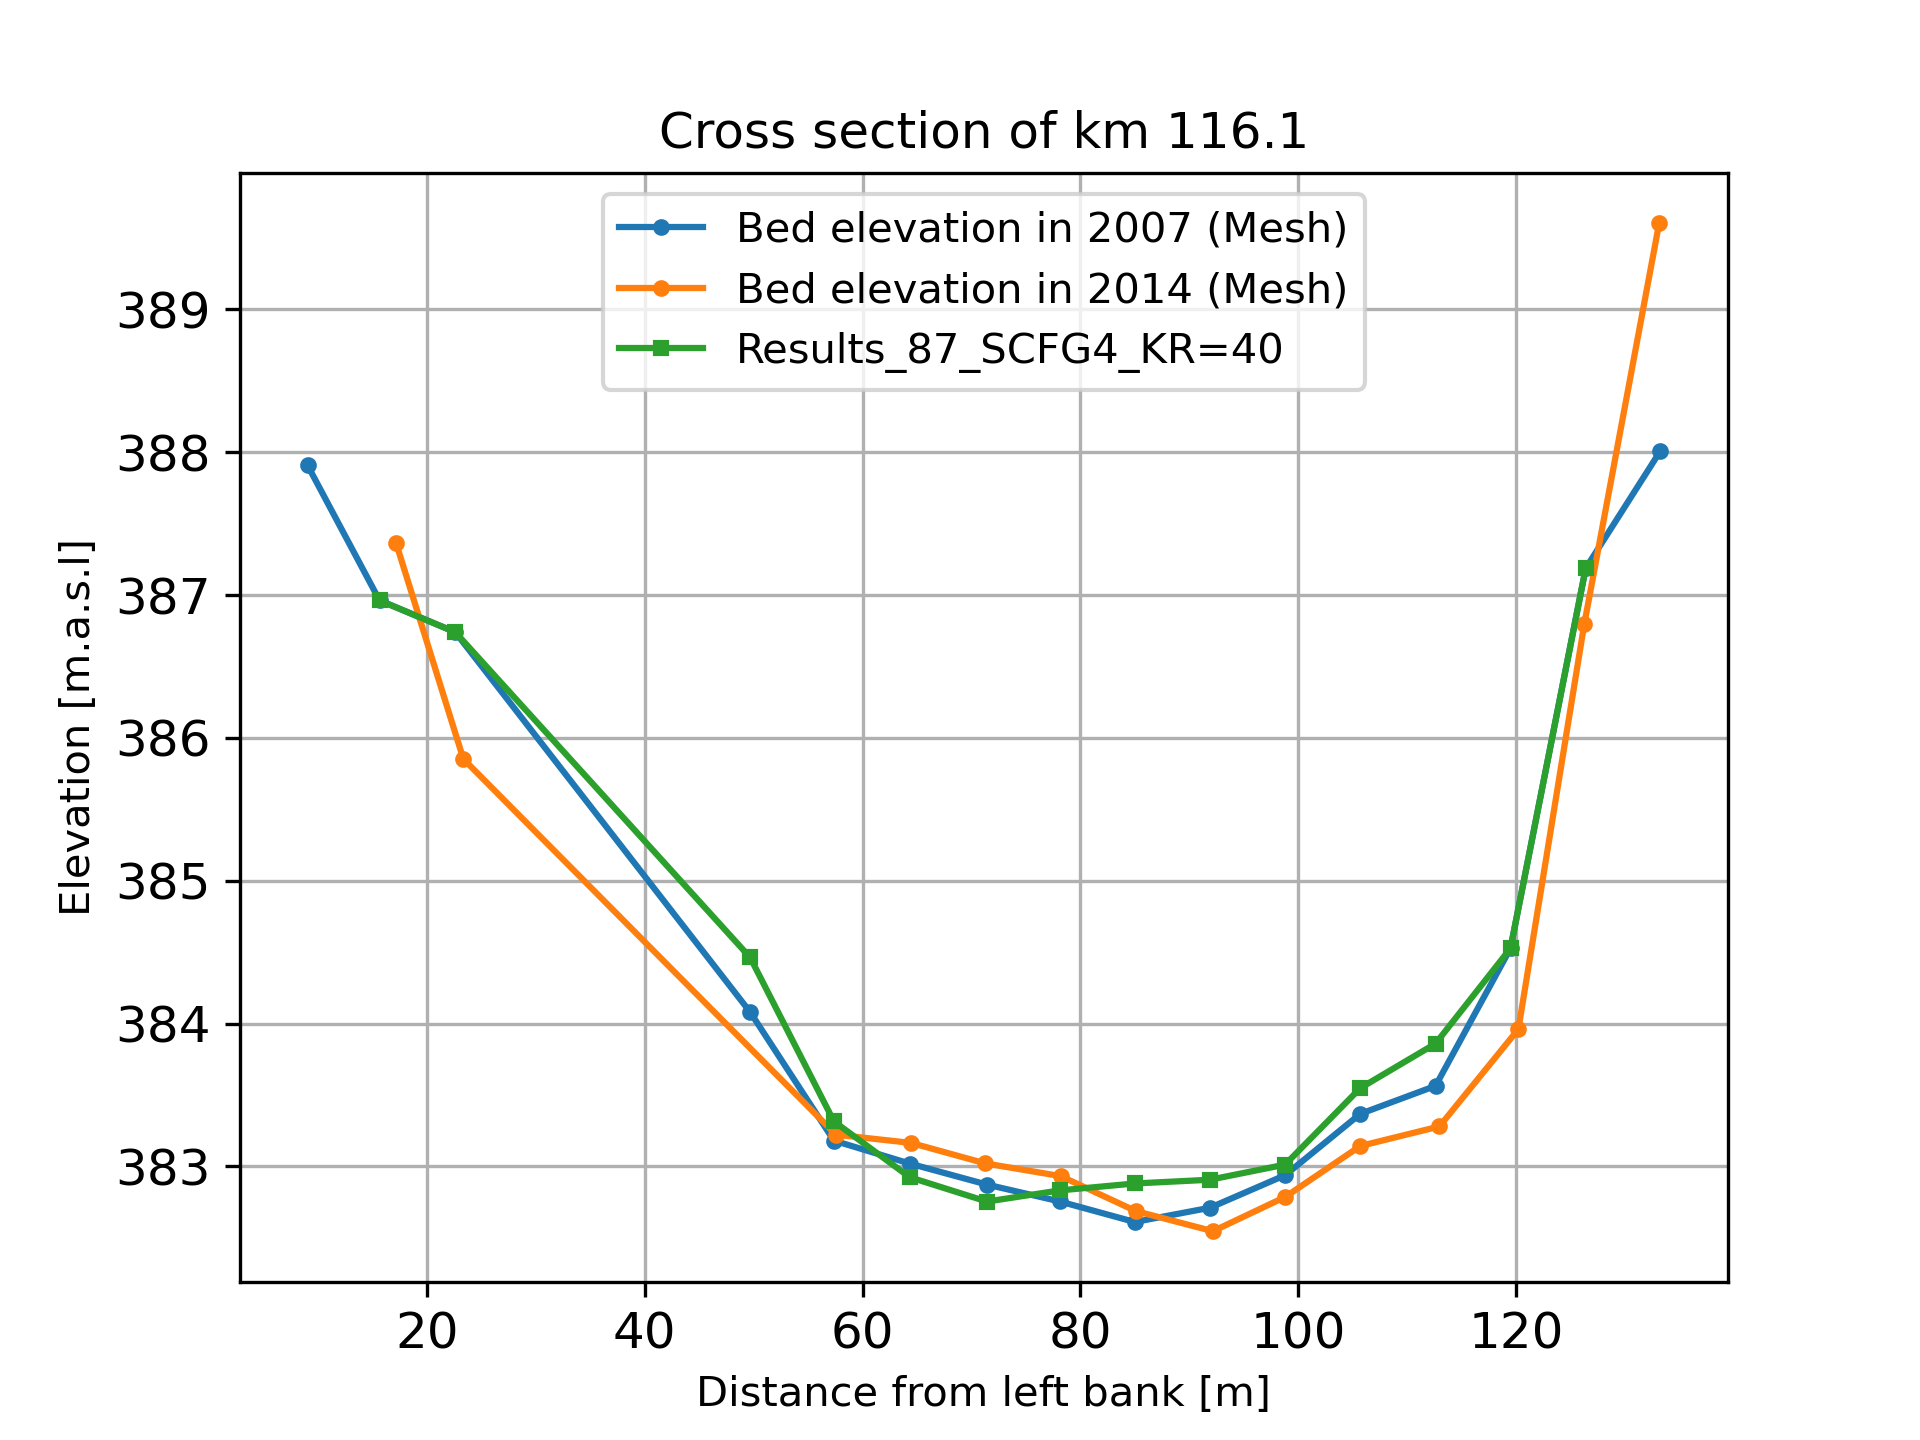 Cross section of km 116.1
Bed elevation in 2007 (Mesh)
Bed elevation in 2014 (Mesh)
Results_87_SCFG4_KR=40
389
388
387
386
385
384
383
Elevation [m.a.s.l]
20 40 60 80 100 120
Distance from left bank [m]